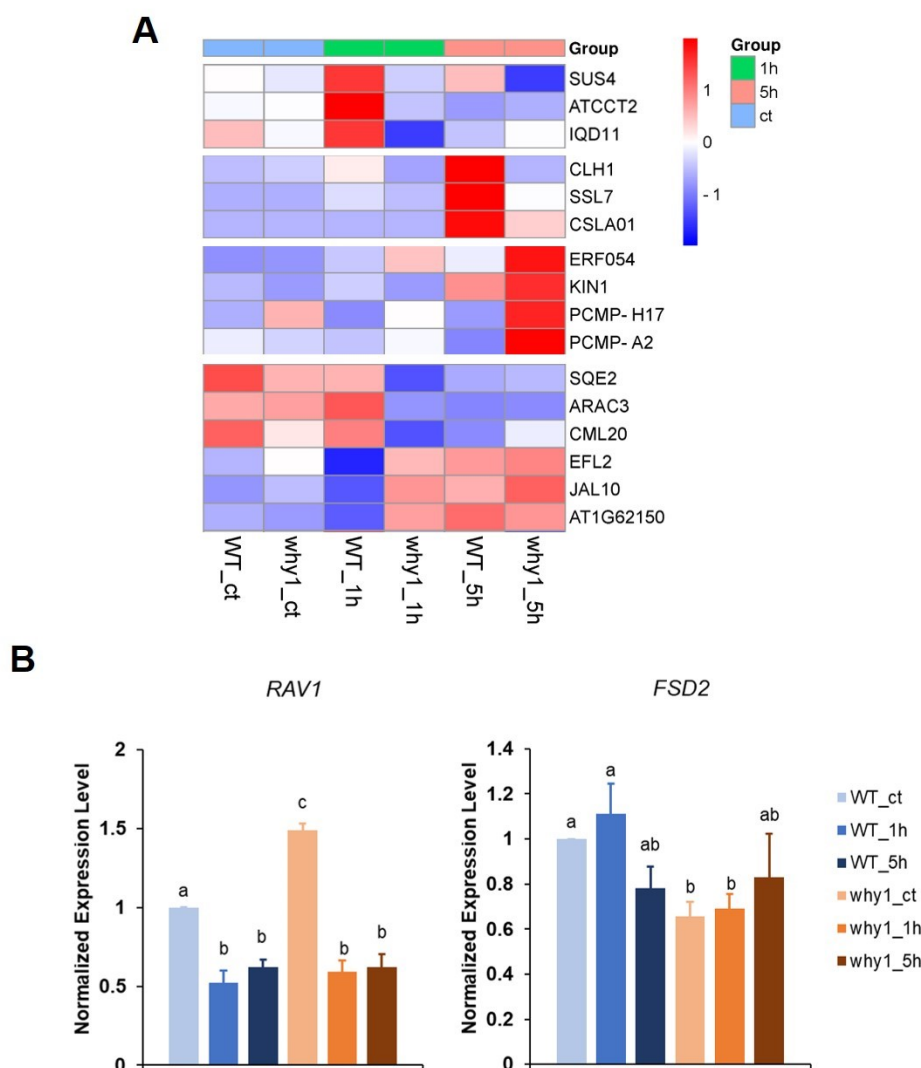 A
Group
SUS4
ATCCT2
IQD11
CLH1
SSL7
CSLA01
ERF054
KIN1
PCMP- H17
PCMP- A2
SQE2
ARAC3
CML20
EFL2
JAL10
AT1G62150
WT_ct
why1_ct
WT_1h
why1_1h
WT_5h
why1_5h
1
0
- 1
Group
1h
5h
ct
B
RAV1
Normalized Expression Level
2
1.5
1
0.5
0
a
b
b
c
b
b
FSD2
Normalized Expression Level
1.4
1.2
1
0.8
0.6
0.4
0.2
0
a
a
ab
b
b
ab
WT_ct
WT_1h
WT_5h
why1_ct
why1_1h
why1_5h